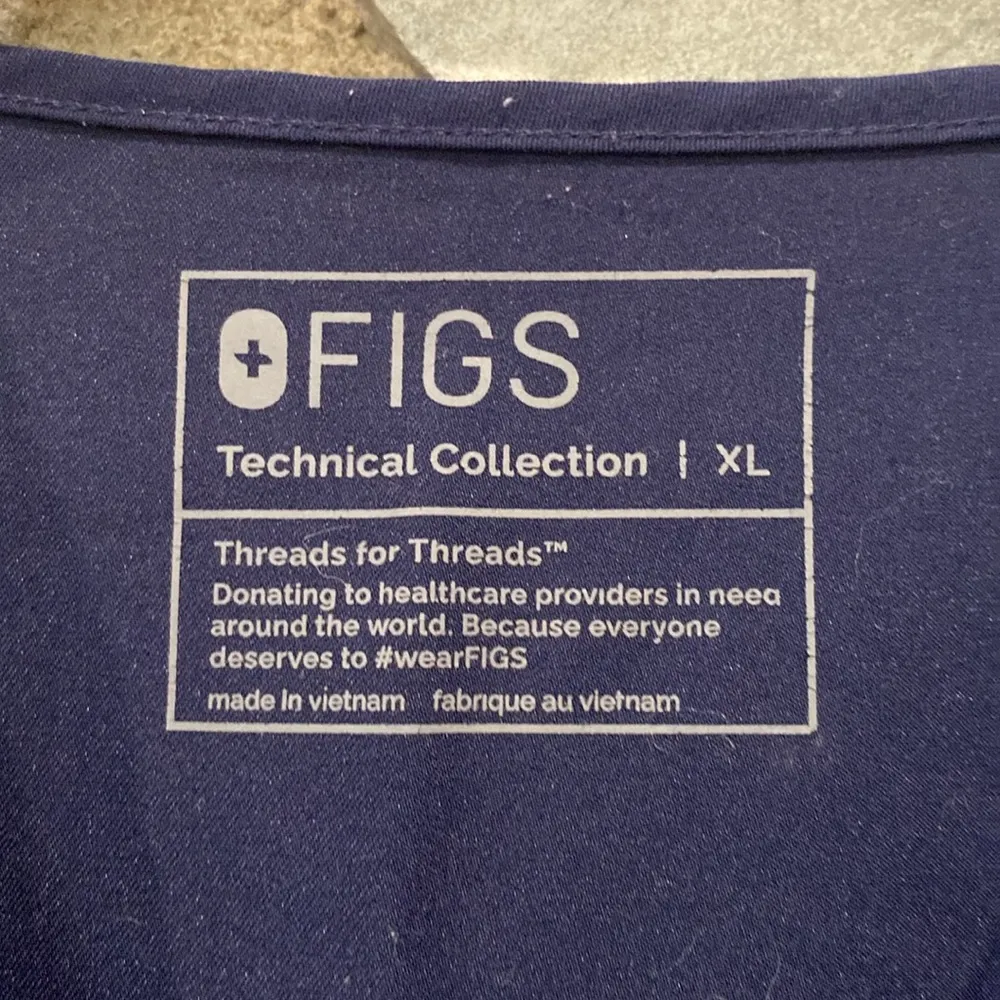 FIGS
Technical Collection | XL
Threads for Threads™
Donating to healthcare providers in need
around the world. Because everyone
deserves to #wearFIGS
made in vietnam fabrique au vietnam